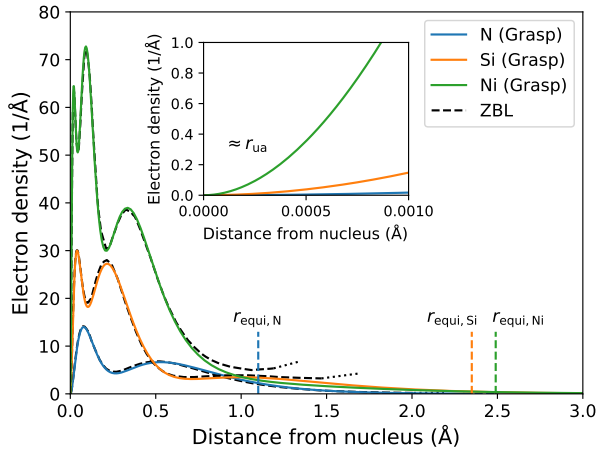 80
70
60
50
40
30
20
10
0
Electron density (1/Å)
0.0
0.5
1.0
1.5
2.0
2.5
3.0
Distance from nucleus (Å)
N (Grasp)
Si (Grasp)
Ni (Grasp)
ZBL
1.0
0.8
0.6
0.4
0.2
0.0
Electron density (1/Å)
≈ r_ua
0.0000
0.0005
0.0010
Distance from nucleus (Å)
r_equi, N
r_equi, Si
r_equi, Ni